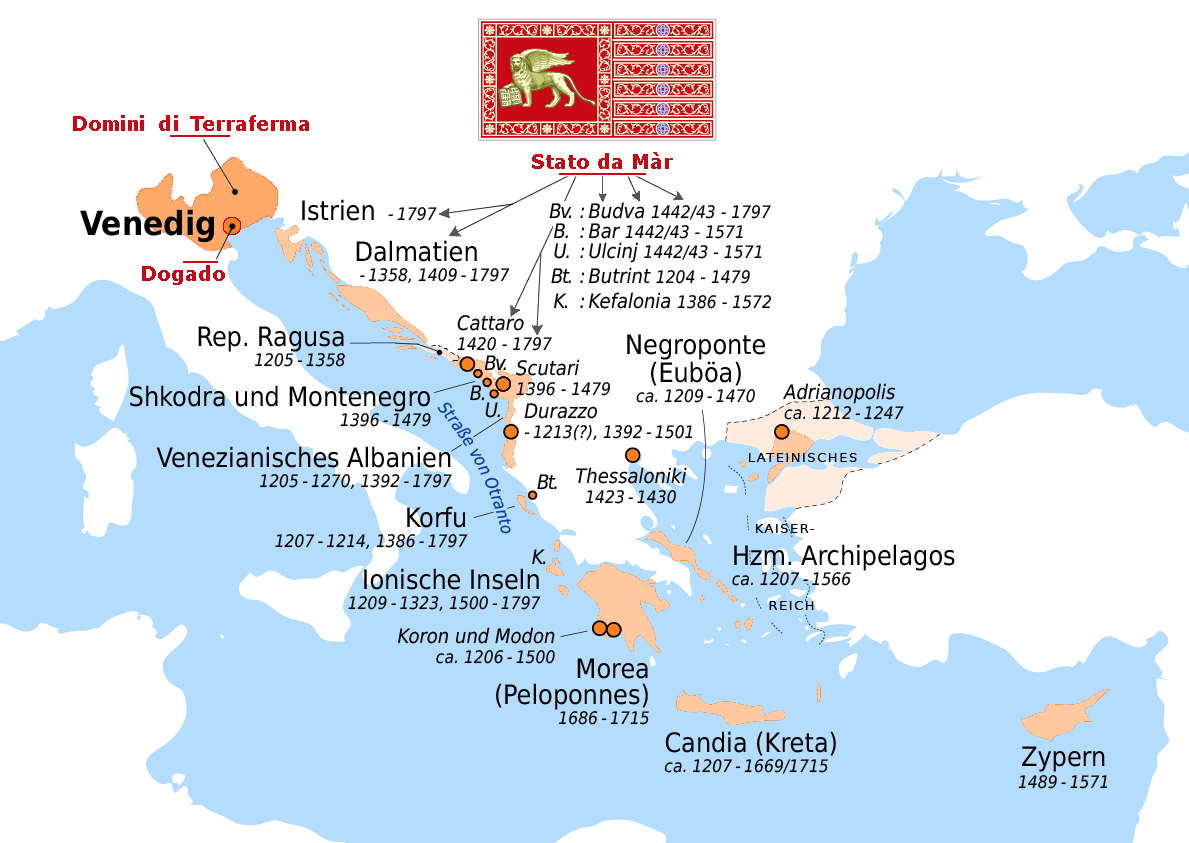 Domini di Terraferma
Stato da Màr
Venedig
Dogado
Istrien - 1797
Dalmatien
- 1358, 1409 - 1797
Bv. : Budva 1442/43 - 1797
B. : Bar 1442/43 - 1571
U. : Ulcinj 1442/43 - 1571
Bt. : Butrint 1204 - 1479
K. : Kefalonia 1386 - 1572
Cattaro
1420 - 1797
Rep. Ragusa
1205 - 1358
Bv.
Scutari
1396 - 1479
B.
U.
Negroponte
(Euböa)
ca. 1209 - 1470
Adrianopolis
ca. 1212 - 1247
Shkodra und Montenegro
1396 - 1479
Durazzo
- 1213(?), 1392 - 1501
Straße von Otranto
Venezianisches Albanien
1205 - 1270, 1392 - 1797
LATEINISCHES
Thessaloniki
1423 - 1430
Bt.
Korfu
1207 - 1214, 1386 - 1797
KAISER-
K.
Hzm. Archipelagos
ca. 1207 - 1566
Ionische Inseln
1209 - 1323, 1500 - 1797
REICH
Koron und Modon
ca. 1206 - 1500
Morea
(Peloponnes)
1686 - 1715
Candia (Kreta)
ca. 1207 - 1669/1715
Zypern
1489 - 1571